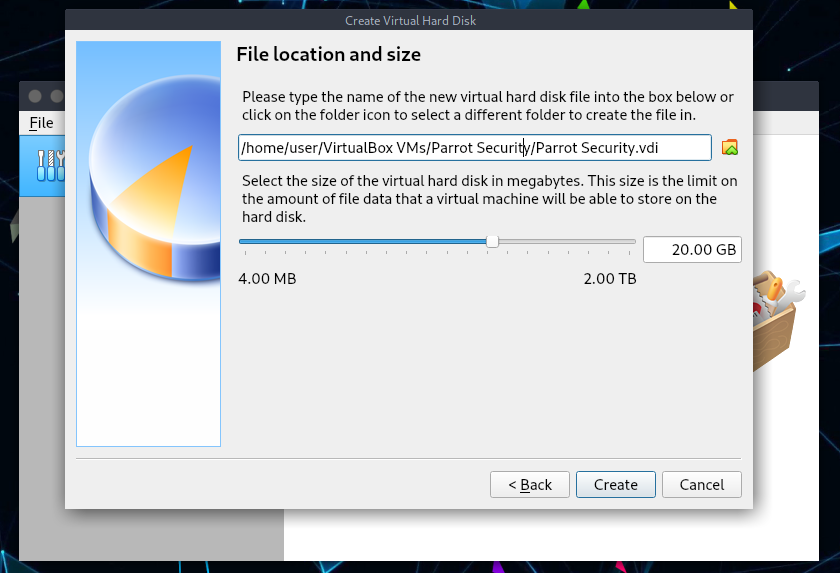 Create Virtual Hard Disk
File
File location and size
Please type the name of the new virtual hard disk file into the box below or
click on the folder icon to select a different folder to create the file in.
/home/user/VirtualBox VMs/Parrot Security/Parrot Security.vdi
Select the size of the virtual hard disk in megabytes. This size is the limit on
the amount of file data that a virtual machine will be able to store on the
hard disk.
20.00 GB
4.00 MB 2.00 TB
< Back Create Cancel